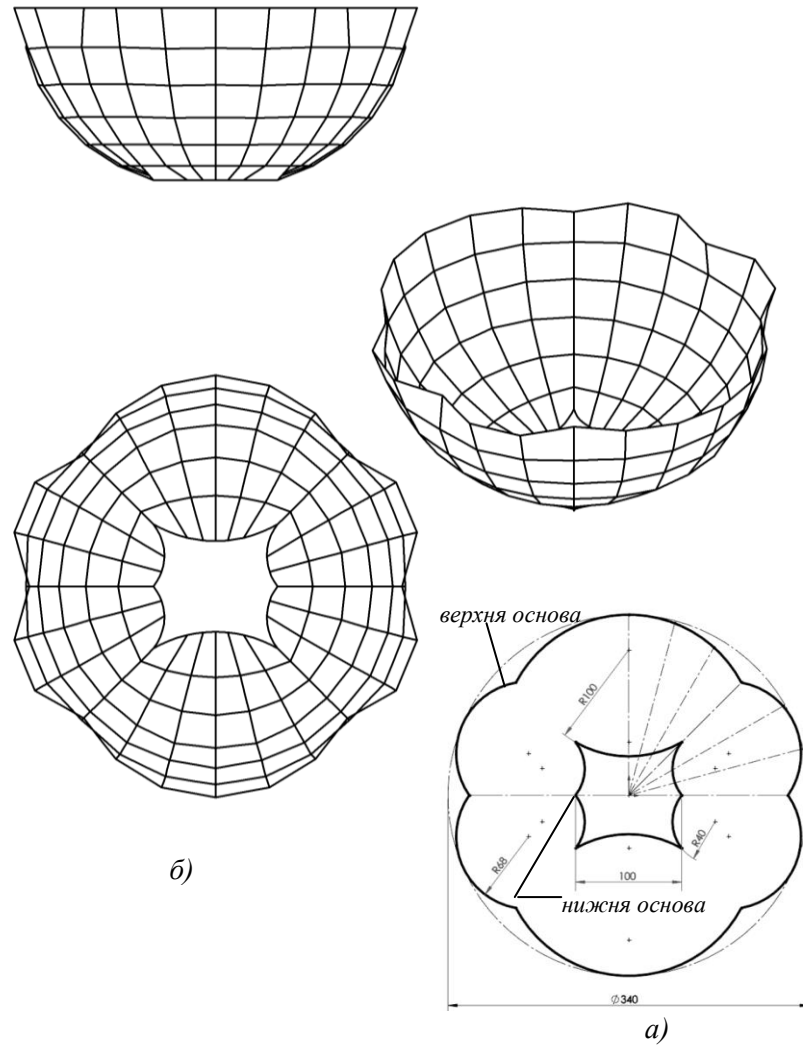 верхня основа
R100
R68
R40
100
б)
нижня основа
∅340
а)